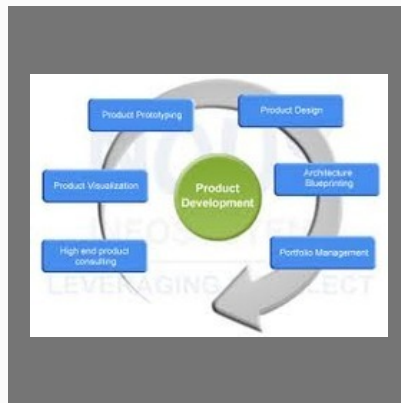 Product Prototyping
Product Design
Product Visualization
Architecture
Blueprinting
Product
Development
High end product
consulting
Portfolio Management
LEVERAGING